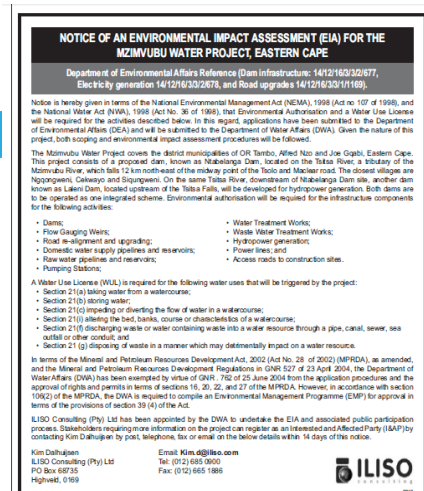 NOTICE OF AN ENVIRONMENTAL IMPACT ASSESSMENT (EIA) FOR THE
MZIMVUBU WATER PROJECT, EASTERN CAPE
Department of Environmental Affairs Reference (Dam infrastructure: 14/12/16/3/3/2/677,
Electricity generation 14/12/16/3/3/2/678, and Road upgrades 14/12/16/3/3/1/1169).
Notice is hereby given in terms of the National Environmental Management Act (NEMA), 1998 (Act no 107 of 1998), and
the National Water Act (NWA), 1998 (Act No. 36 of 1998), that Environmental Authorisation and a Water Use License
will be required for the activities described below. In this regard, applications have been submitted to the Department
of Environmental Affairs (DEA) and will be submitted to the Department of Water Affairs (DWA). Given the nature of this
project, both scoping and environmental impact assessment procedures will be followed.
The Mzimvubu Water Project covers the district municipalities of OR Tambo, Alfred Nzo and Joe Gqabi, Eastern Cape.
This project consists of a proposed dam, known as Ntabelanga Dam, located on the Tsitsa River, a tributary of the
Mzimvubu River, which falls 12 km north-east of the midway point of the Tsolo and Maclear road. The closest villages are
Ngqongweni, Cekwayo and Siqungweni. On the same Tsitsa River, downstream of Ntabelanga Dam site, another dam
known as Laleni Dam, located upstream of the Tsitsa Falls, will be developed for hydropower generation. Both dams are
to be operated as one integrated scheme. Environmental authorisation will be required for the infrastructure components
for the following activities:
• Dams;
• Flow Gauging Weirs;
• Road re-alignment and upgrading;
• Domestic water supply pipelines and reservoirs;
• Raw water pipelines and reservoirs;
• Pumping Stations;
• Water Treatment Works;
• Waste Water Treatment Works;
• Hydropower generation;
• Power lines; and
• Access roads to construction sites.
A Water Use License (WUL) is required for the following water uses that will be triggered by the project:
• Section 21(a) taking water from a watercourse;
• Section 21(b) storing water;
• Section 21(c) impeding or diverting the flow of water in a watercourse;
• Section 21(i) altering the bed, banks, course or characteristics of a watercourse;
• Section 21(f) discharging waste or water containing waste into a water resource through a pipe, canal, sewer, sea
outfall or other conduit; and
• Section 21 (g) disposing of waste in a manner which may detrimentally impact on a water resource.
In terms of the Mineral and Petroleum Resources Development Act, 2002 (Act No. 28 of 2002) (MPRDA), as amended,
and the Mineral and Petroleum Resources Development Regulations in GNR 527 of 23 April 2004, the Department of
Water Affairs (DWA) has been exempted by virtue of GNR . 762 of 25 June 2004 from the application procedures and the
approval of rights and permits in terms of sections 16, 20, 22, and 27 of the MPRDA. However, in accordance with section
106(2) of the MPRDA, the DWA is required to compile an Environmental Management Programme (EMP) for approval in
terms of the provisions of section 39 (4) of the Act.
ILISO Consulting (Pty) Ltd has been appointed by the DWA to undertake the EIA and associated public participation
process. Stakeholders requiring more information on the project can register as an Interested and Affected Party (I&AP) by
contacting Kim Dalhuijsen by post, telephone, fax or email on the below details within 14 days of this notice.
Kim Dalhuijsen
ILISO Consulting (Pty) Ltd
PO Box 68735
Highveld, 0169
Email: Kim.d@iliso.com
Tel: (012) 685 0900
Fax: (012) 665 1886
ILISO
consulting